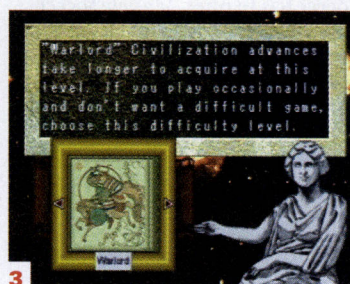 "Warlord" Civilization advances
take longer to acquire at this
level. If you play occasionally
and don't want a difficult game,
choose this difficulty level.
Warlord
3